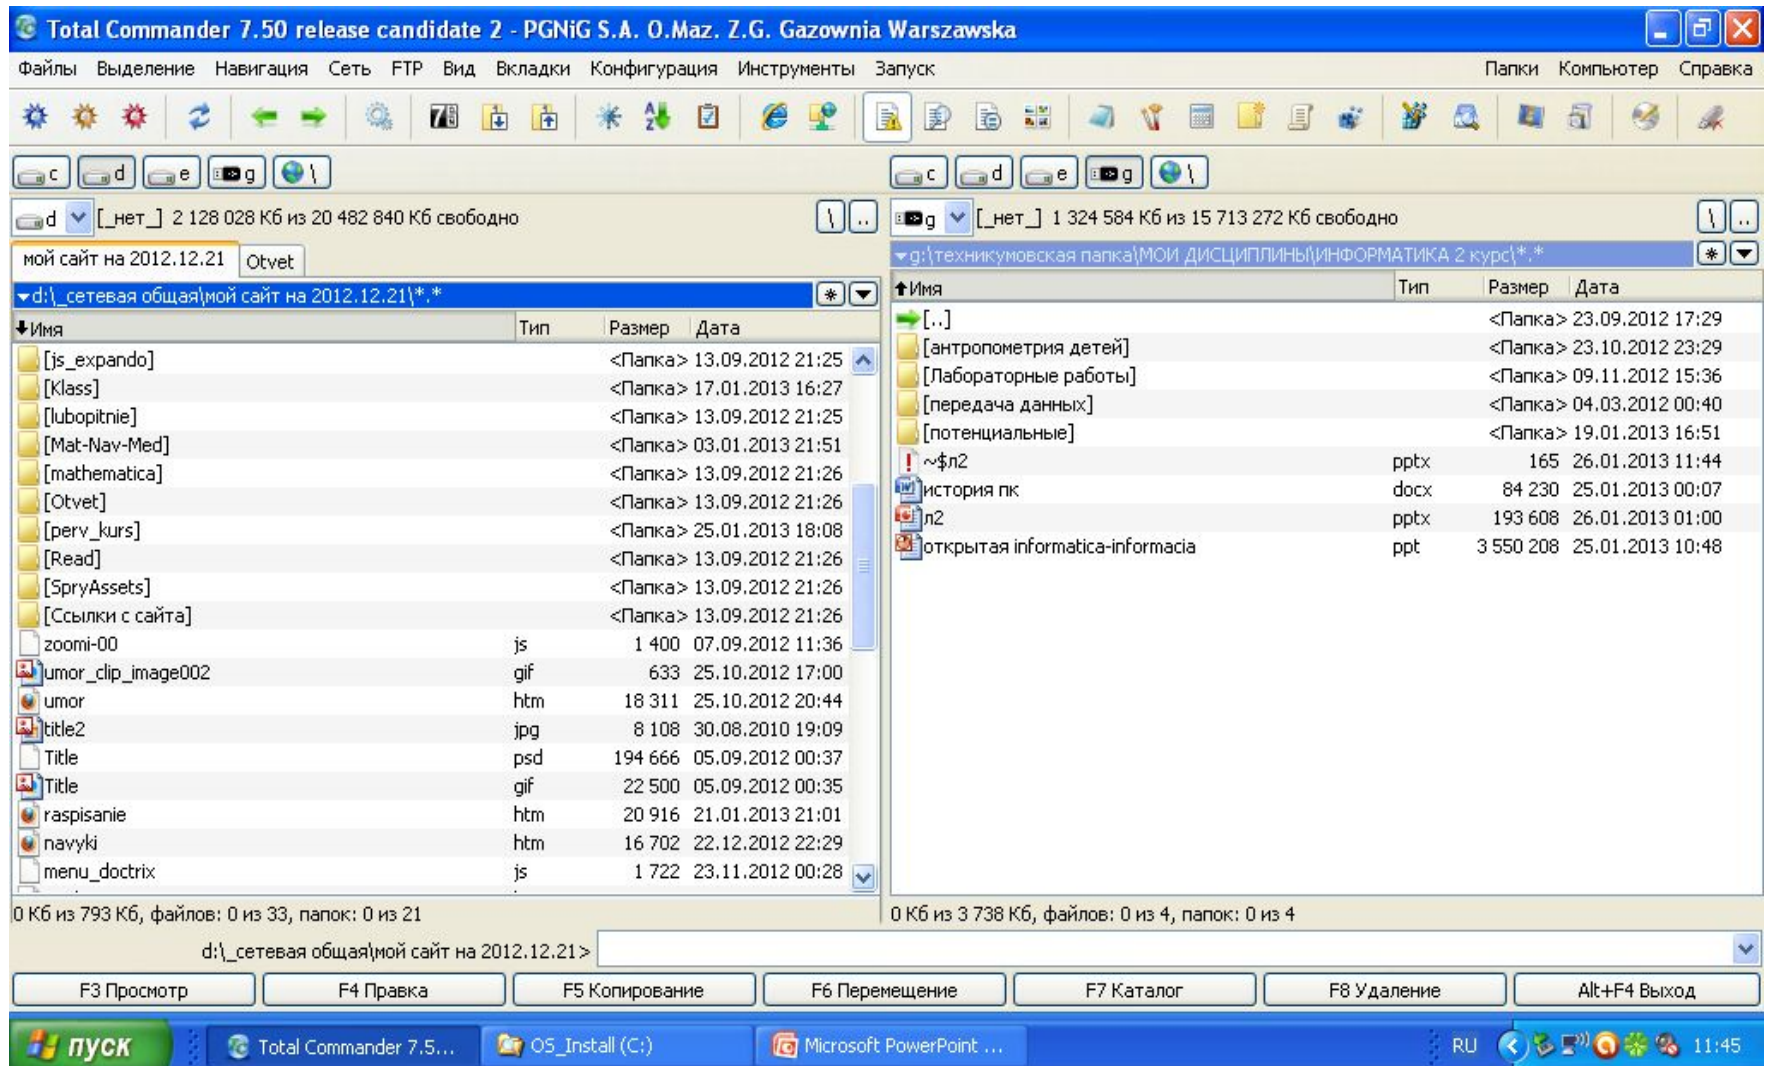 Total Commander 7.50 release candidate 2 - PGNiG S.A. O.Maz. Z.G. Gazownia Warszawska
Файлы Выделение Навигация Сеть FTP Вид Вкладки Конфигурация Инструменты Запуск Папки Компьютер Справка
c d e g \ c d e g \
d [_нет_] 2 128 028 Кб из 20 482 840 Кб свободно \ .. g [_нет_] 1 324 584 Кб из 15 713 272 Кб свободно \ ..
мой сайт на 2012.12.21 Otvet
d:\_сетевая общая\мой сайт на 2012.12.21\*.* *
Имя Тип Размер Дата
[js_expando] <Папка> 13.09.2012 21:25
[Klass] <Папка> 17.01.2013 16:27
[lubopitnie] <Папка> 13.09.2012 21:25
[Mat-Nav-Med] <Папка> 03.01.2013 21:51
[mathematica] <Папка> 13.09.2012 21:26
[Otvet] <Папка> 13.09.2012 21:26
[perv_kurs] <Папка> 25.01.2013 18:08
[Read] <Папка> 13.09.2012 21:26
[SpryAssets] <Папка> 13.09.2012 21:26
[Ссылки с сайта] <Папка> 13.09.2012 21:26
zoomi-00 js 1 400 07.09.2012 11:36
umor_clip_image002 gif 633 25.10.2012 17:00
umor htm 18 311 25.10.2012 20:44
title2 jpg 8 108 30.08.2010 19:09
Title psd 194 666 05.09.2012 00:37
Title gif 22 500 05.09.2012 00:35
raspisanie htm 20 916 21.01.2013 21:01
navyki htm 16 702 22.12.2012 22:29
menu_doctrix js 1 722 23.11.2012 00:28
0 Кб из 793 Кб, файлов: 0 из 33, папок: 0 из 21
g:\техникумовская папка\МОИ ДИСЦИПЛИНЫ\ИНФОРМАТИКА 2 курс\*.* *
Имя Тип Размер Дата
[..] <Папка> 23.09.2012 17:29
[антропометрия детей] <Папка> 23.10.2012 23:29
[Лабораторные работы] <Папка> 09.11.2012 15:36
[передача данных] <Папка> 04.03.2012 00:40
[потенциальные] <Папка> 19.01.2013 16:51
~$л2 pptx 165 26.01.2013 11:44
история пк docx 84 230 25.01.2013 00:07
л2 pptx 193 608 26.01.2013 01:00
открытая informatica-informacia ppt 3 550 208 25.01.2013 10:48
0 Кб из 3 738 Кб, файлов: 0 из 4, папок: 0 из 4
d:\_сетевая общая\мой сайт на 2012.12.21>
F3 Просмотр F4 Правка F5 Копирование F6 Перемещение F7 Каталог F8 Удаление Alt+F4 Выход
пуск Total Commander 7.5... OS_Install (C:) Microsoft PowerPoint ... RU 11:45